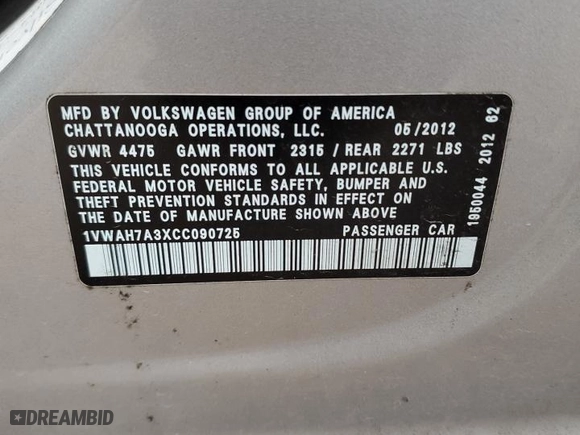 MFD BY VOLKSWAGEN GROUP OF AMERICA
CHATTANOOGA OPERATIONS, LLC. 05/2012
GVWR 4475 GAWR FRONT 2315 / REAR 2271 LBS
THIS VEHICLE CONFORMS TO ALL APPLICABLE U.S.
FEDERAL MOTOR VEHICLE SAFETY, BUMPER AND
THEFT PREVENTION STANDARDS IN EFFECT ON
THE DATE OF MANUFACTURE SHOWN ABOVE
1VWAH7A3XCC090725 PASSENGER CAR
1950044 2012 62
DREAMBID